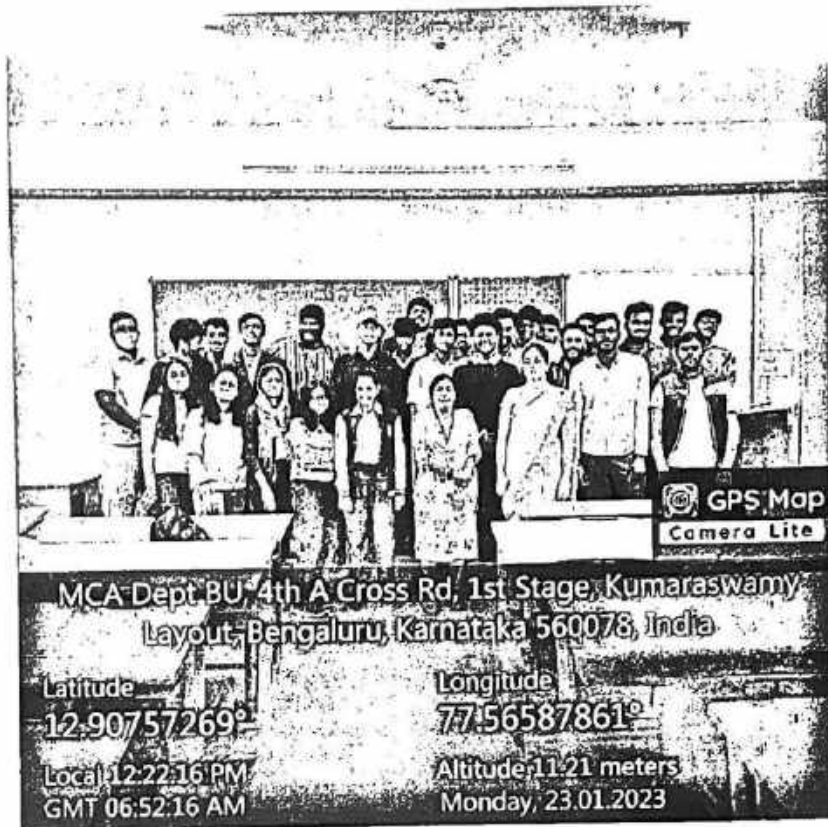 GPS Map
Camera Lite
MCA Dept BU, 4th A Cross Rd, 1st Stage, Kumaraswamy
Layout, Bengaluru, Karnataka 560078, India
Latitude
12.90757269°
Longitude
77.56587861°
Local 12:22:16 PM
GMT 06:52:16 AM
Altitude 11.21 meters
Monday, 23.01.2023